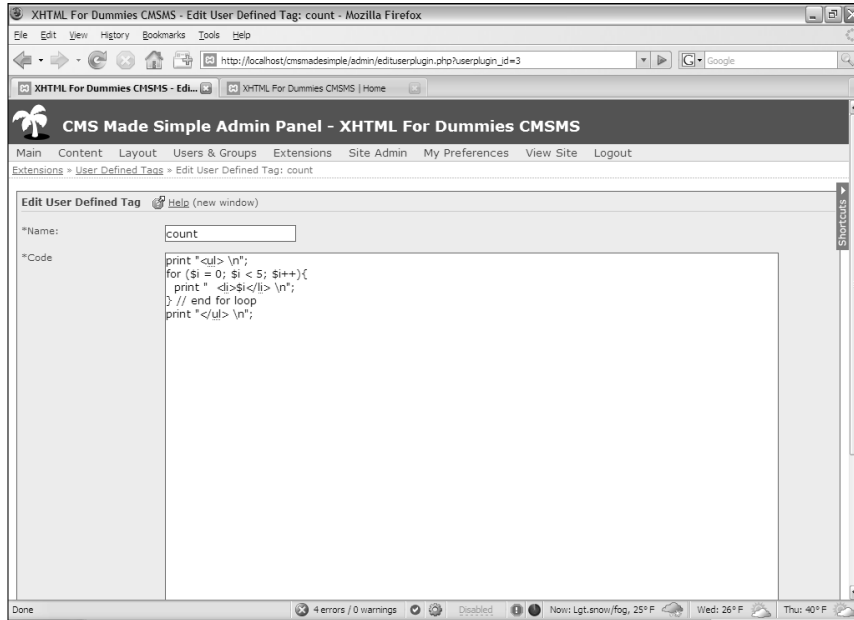 XHTML For Dummies CMSMS - Edit User Defined Tag: count - Mozilla Firefox
File Edit View History Bookmarks Tools Help
http://localhost/cmsmadesimple/admin/edituserplugin.php?userplugin_id=3
G Google
XHTML For Dummies CMSMS - Edi...
XHTML For Dummies CMSMS | Home
CMS Made Simple Admin Panel - XHTML For Dummies CMSMS
Main Content Layout Users & Groups Extensions Site Admin My Preferences View Site Logout
Extensions » User Defined Tags » Edit User Defined Tag: count
Shortcuts
Edit User Defined Tag Help (new window)
*Name:
count
*Code
print "<ul> \n";
for ($i = 0; $i < 5; $i++){
  print "  <li>$i</li> \n";
} // end for loop
print "</ul> \n";
Done
4 errors / 0 warnings
Disabled
Now: Lgt.snow/fog, 25° F
Wed: 26° F
Thu: 40° F